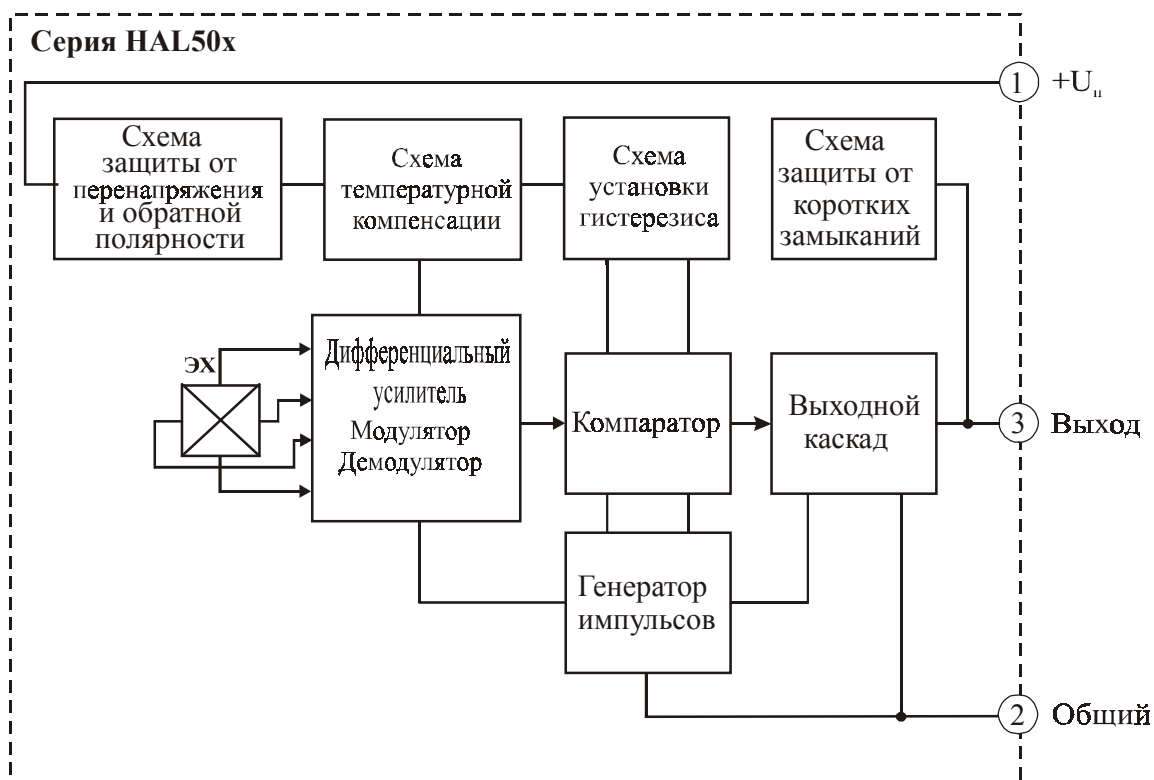 Серия HAL50x
1
+Uп
Схема
защиты от
перенапряжения
и обратной
полярности
Схема
температурной
компенсации
Схема
установки
гистерезиса
Схема
защиты от
коротких
замыканий
ЭХ
Дифференциальный
усилитель
Модулятор
Демодулятор
Компаратор
Выходной
каскад
3
Выход
Генератор
импульсов
2
Общий